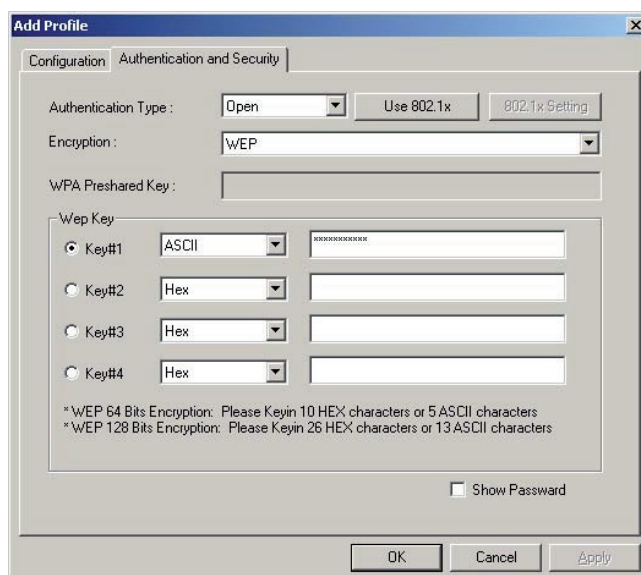 Add Profile
Configuration Authentication and Security
Authentication Type : Open Use 802.1x 802.1x Setting
Encryption : WEP
WPA Preshared Key :
Wep Key
Key#1 ASCII ***********
Key#2 Hex
Key#3 Hex
Key#4 Hex
* WEP 64 Bits Encryption: Please Keyin 10 HEX characters or 5 ASCII characters
* WEP 128 Bits Encryption: Please Keyin 26 HEX characters or 13 ASCII characters
Show Passward
OK Cancel Apply